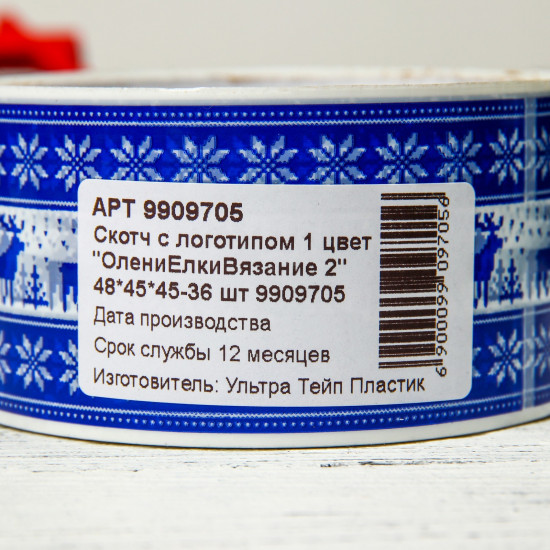 АРТ 9909705
Скотч с логотипом 1 цвет
"ОлениЕлкиВязание 2"
48*45*45-36 шт 9909705
Дата производства
Срок службы 12 месяцев
Изготовитель: Ультра Тейп Пластик
6900099097056